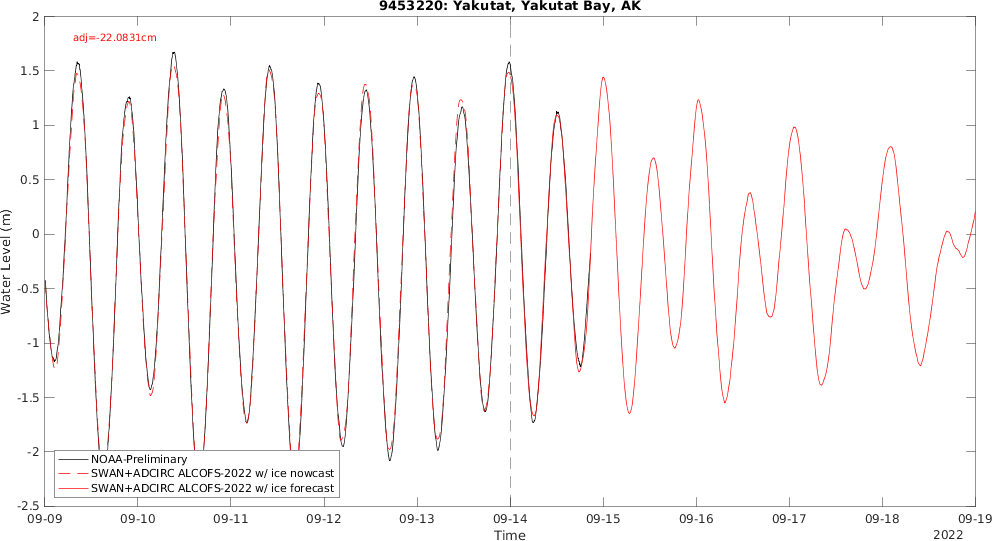 9453220: Yakutat, Yakutat Bay, AK
adj=-22.0831cm
2
1.5
1
0.5
0
-0.5
-1
-1.5
-2
-2.5
Water Level (m)
NOAA-Preliminary
SWAN+ADCIRC ALCOFS-2022 w/ ice nowcast
SWAN+ADCIRC ALCOFS-2022 w/ ice forecast
09-09 09-10 09-11 09-12 09-13 09-14 09-15 09-16 09-17 09-18 09-19
Time
2022